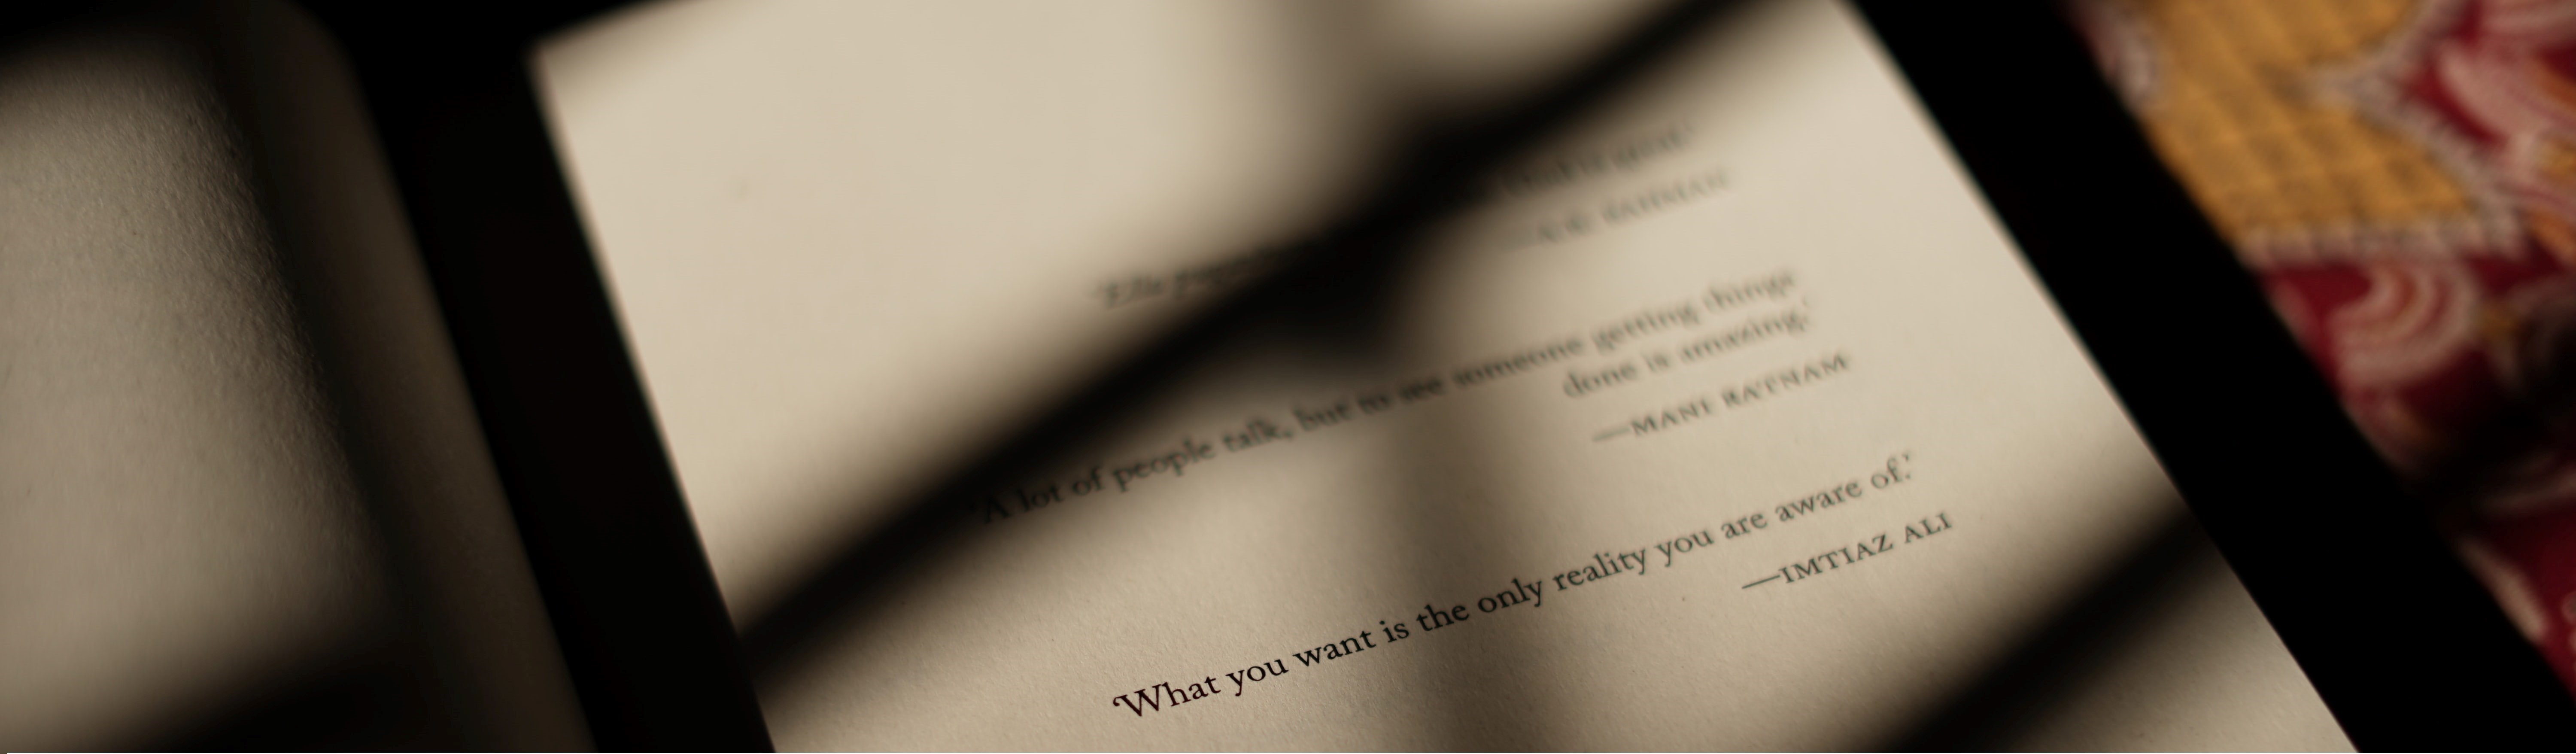 RAHMAN
'A lot of people talk, but to see someone getting things
done is amazing.'
—MANI RATNAM
'What you want is the only reality you are aware of.'
—IMTIAZ ALI